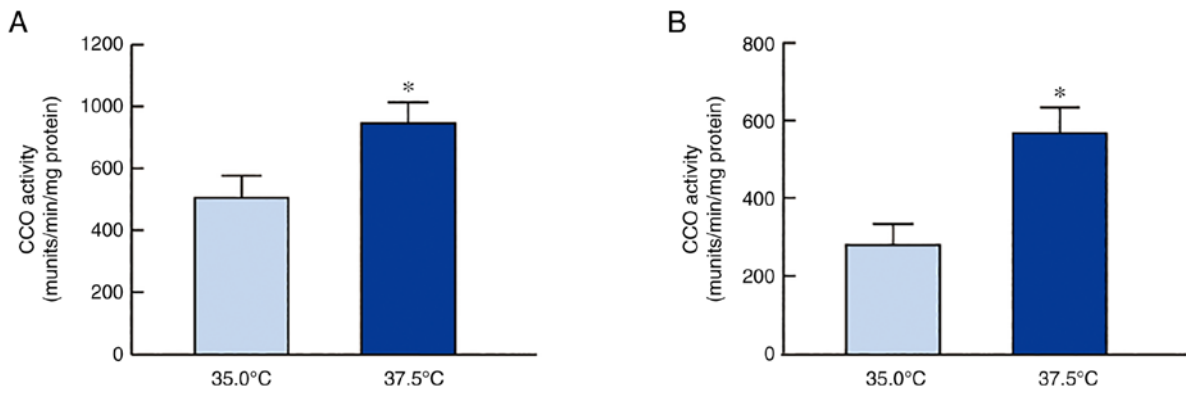 A
CCO activity
(munits/min/mg protein)
1200
1000
600
400
200
0
*
35.0°C
37.5°C
B
CCO activity
(munits/min/mg protein)
800
600
400
200
0
*
35.0°C
37.5°C